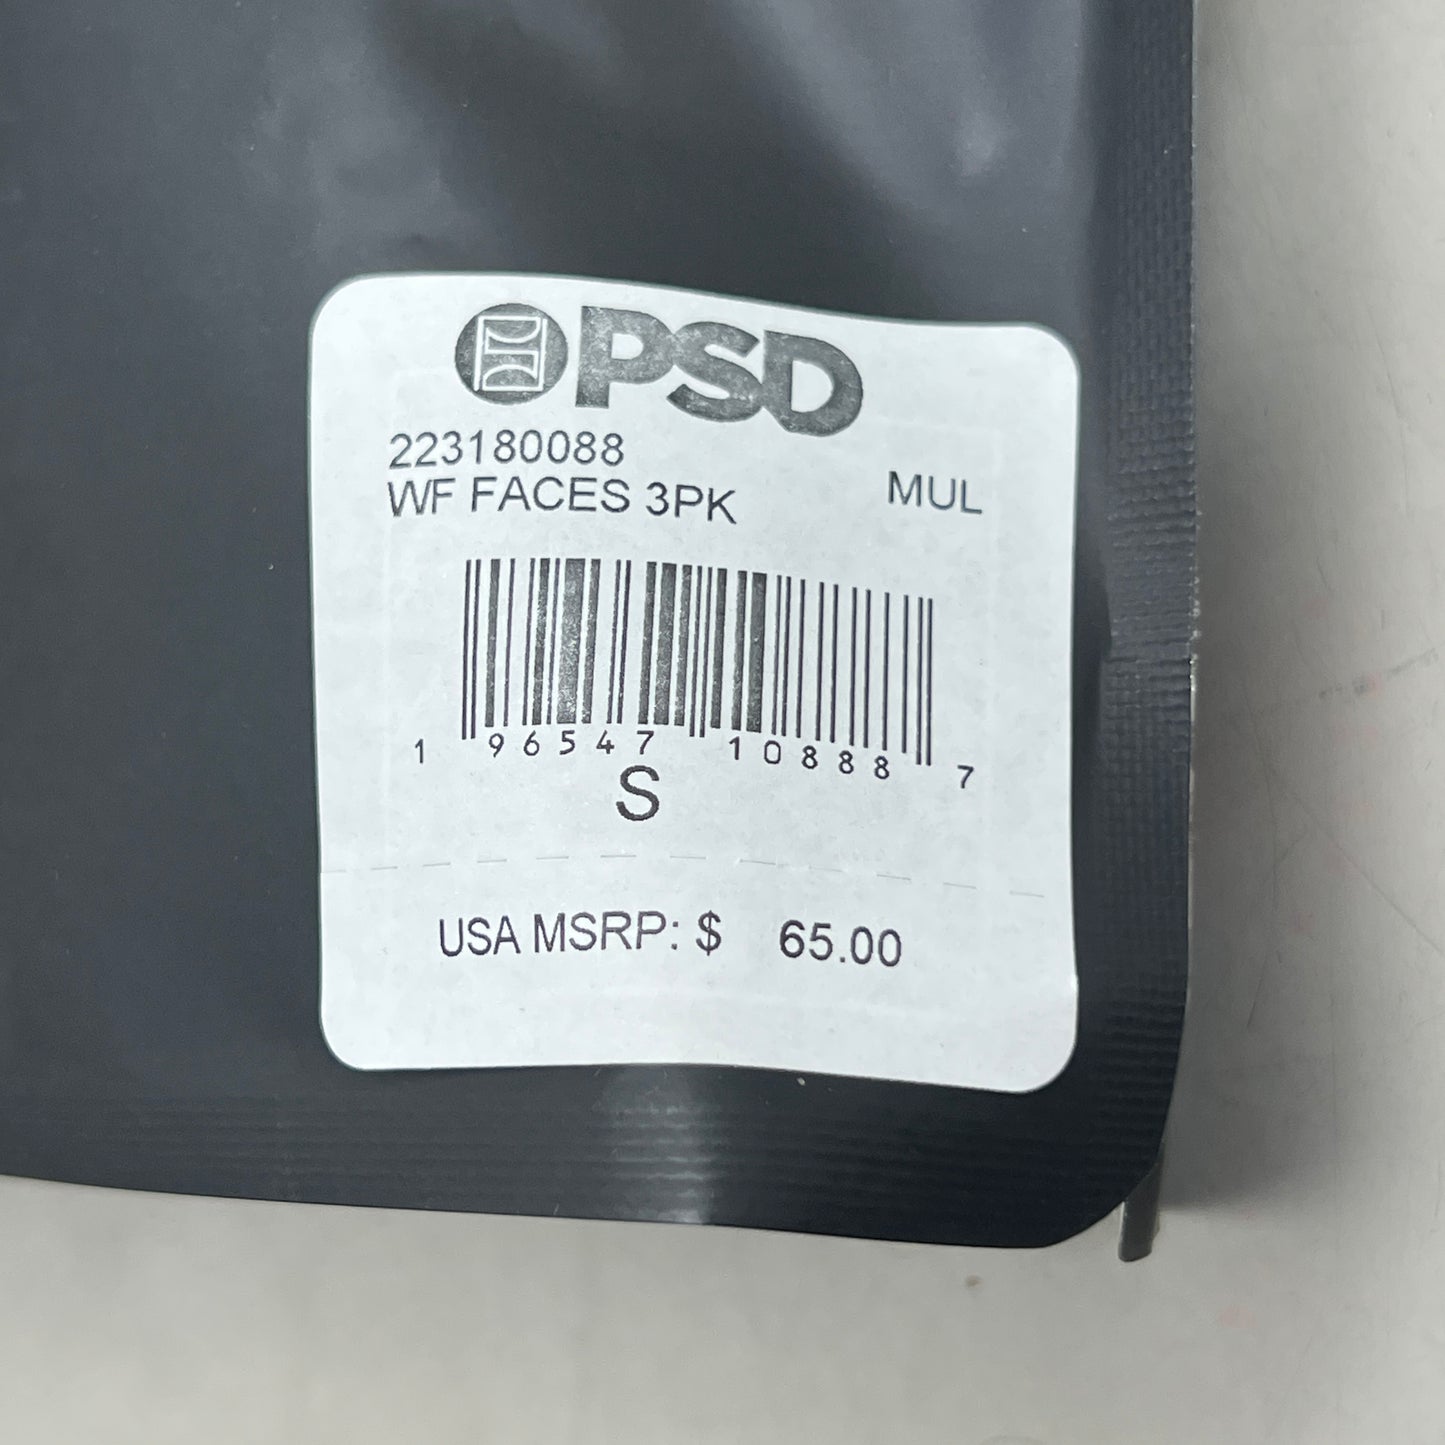 PSD
223180088
WF FACES 3PK MUL
1 96547 10888 7
S
USA MSRP: $ 65.00